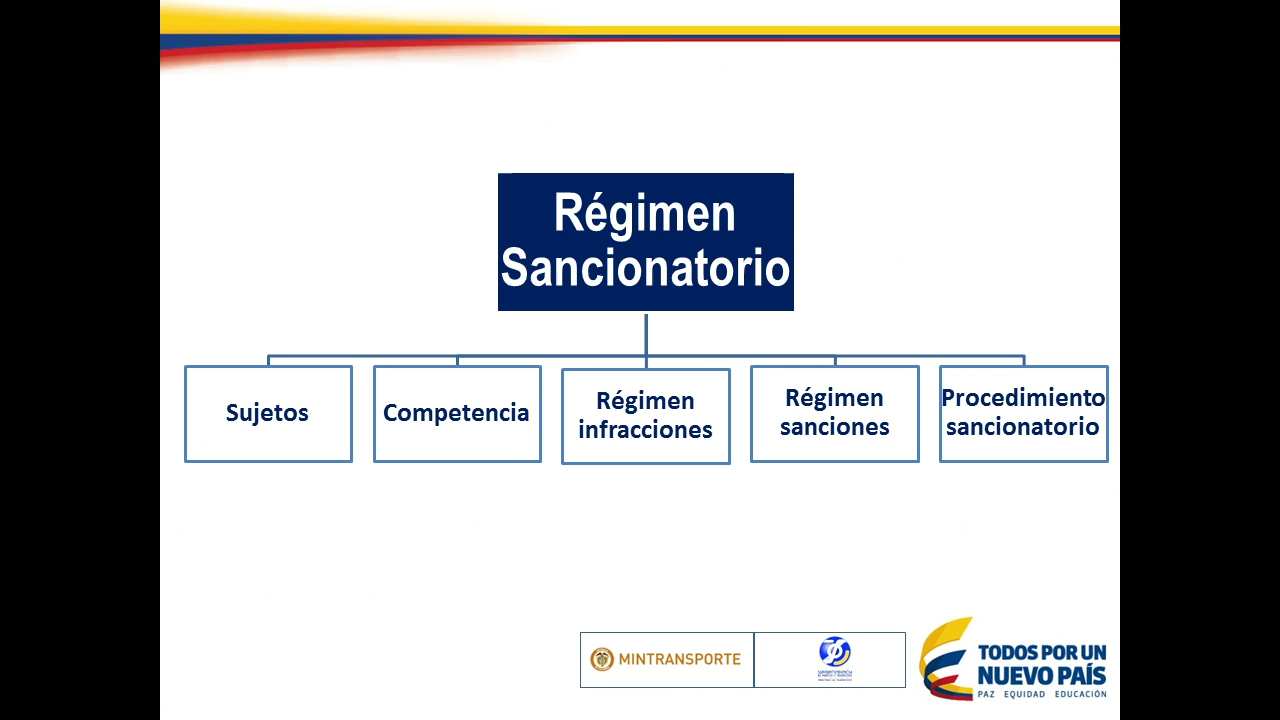 Régimen
Sancionatorio
Sujetos
Competencia
Régimen
infracciones
Régimen
sanciones
Procedimiento
sancionatorio
MINTRANSPORTE
TODOS POR UN
NUEVO PAÍS
PAZ EQUIDAD EDUCACIÓN